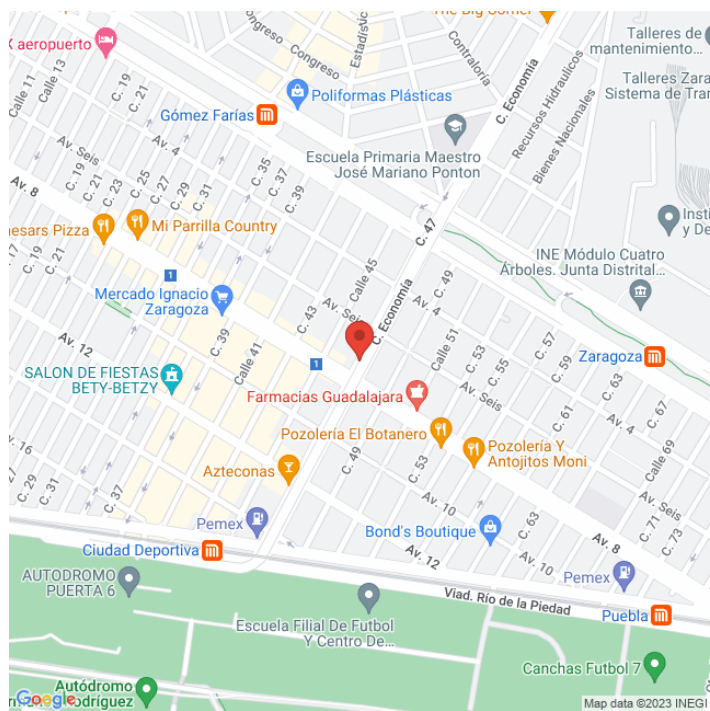 The Big Corner
X aeropuerto
Congreso
Congreso
Estadísti
Contraloría
Talleres de
mantenimiento...
C. Economía
Recursos Hidraulicos
Bienes Nacionales
Talleres Zara
Sistema de Tran
Calle 11
Calle 13
C. 19
C. 21
Poliformas Plásticas
Gómez Farías
Av. Seis
Av. 4
C. 35
C. 37
C. 39
Escuela Primaria Maestro
José Mariano Ponton
Av. 8
C. 19
C. 21
C. 23
C. 25
C. 27
C. 29
C. 31
esars Pizza
Mi Parrilla Country
C. 47
Instit
y De
C. 19
C. 21
1
Calle 45
C. 49
INE Módulo Cuatro
Árboles. Junta Distrital...
Mercado Ignacio
Zaragoza
C. 43
Av. Seis
C. Economía
Av. 4
Av. 12
C. 39
Calle 41
Calle 51
C. 53
C. 55
C. 57
C. 59
C. 63
C. 67
Zaragoza
SALON DE FIESTAS
BETY-BETZY
1
Farmacias Guadalajara
Av. Seis
C. 61
Calle 69
Pozolería El Botanero
Pozolería Y
Antojitos Moni
. 16
Azteconas
C. 49
C. 53
Av. Seis
C. 29
C. 31
C. 37
Av. 10
C. 63
C. 71
C. 73
Pemex
Bond's Boutique
Av. 8
Ciudad Deportiva
Av. 12
Av. 10
Pemex
AUTODROMO
PUERTA 6
Viad. Río de la Piedad
Puebla
Escuela Filial De Futbol
Y Centro De...
Canchas Futbol 7
Autódromo
erman Rodríguez
Google
Map data ©2023 INEGI